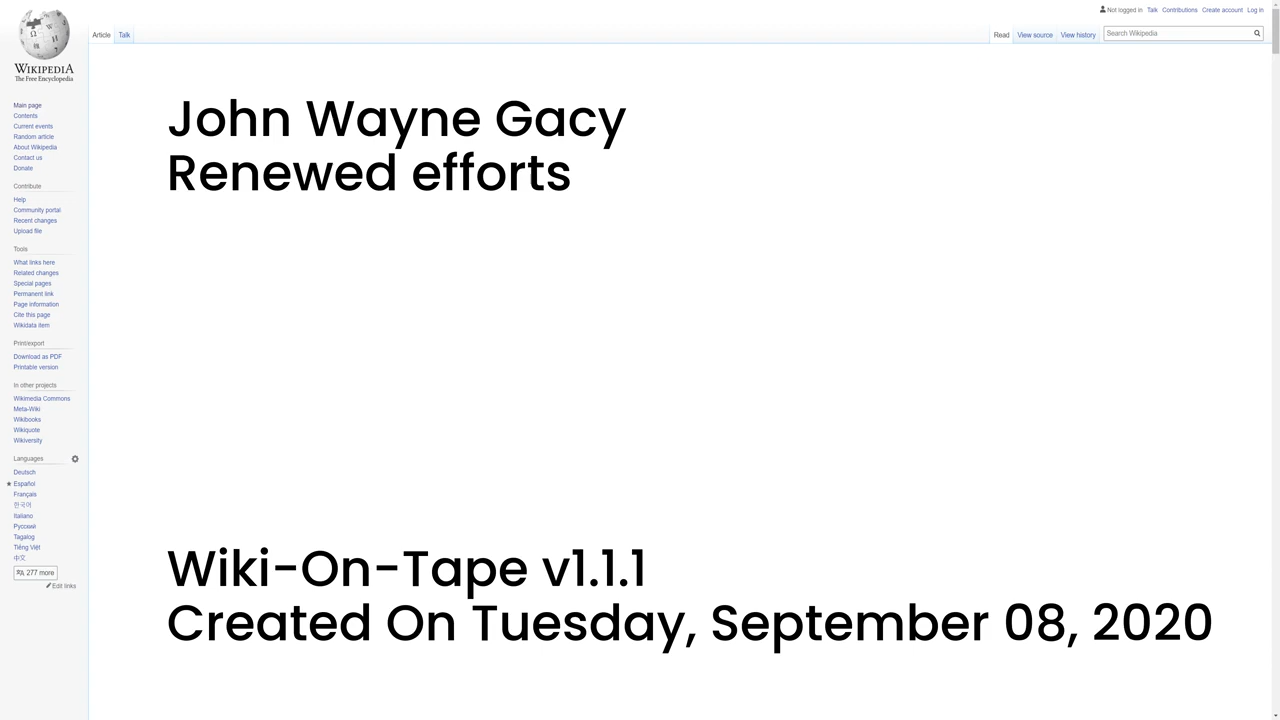 Not logged in Talk Contributions Create account Log in
Article Talk Read View source View history Search Wikipedia
WIKIPEDIA
The Free Encyclopedia
Main page
Contents
Current events
Random article
About Wikipedia
Contact us
Donate
Contribute
Help
Community portal
Recent changes
Upload file
Tools
What links here
Related changes
Special pages
Permanent link
Page information
Cite this page
Wikidata item
Print/export
Download as PDF
Printable version
In other projects
Wikimedia Commons
Meta-Wiki
Wikibooks
Wikiquote
Wikiversity
Languages
Deutsch
Español
Français
한국어
Italiano
Русский
Tagalog
Tiếng Việt
中文
277 more
Edit links
John Wayne Gacy
Renewed efforts
Wiki-On-Tape v1.1.1
Created On Tuesday, September 08, 2020